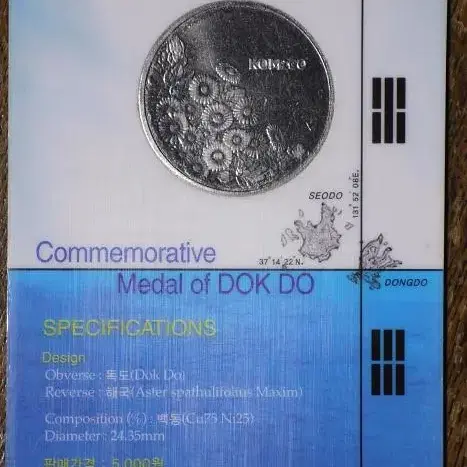 KOMSCO
SEODO
131°52′08″E.
37°14′22″N.
DONGDO
Commemorative
Medal of DOK DO
SPECIFICATIONS
Design
Obverse : 독도(Dok Do)
Reverse : 해국(Aster spathulifolius Maxim)
Composition (%) : 백동(Cu75 Ni25)
Diameter : 24.35mm
판매가격 : 5,000원